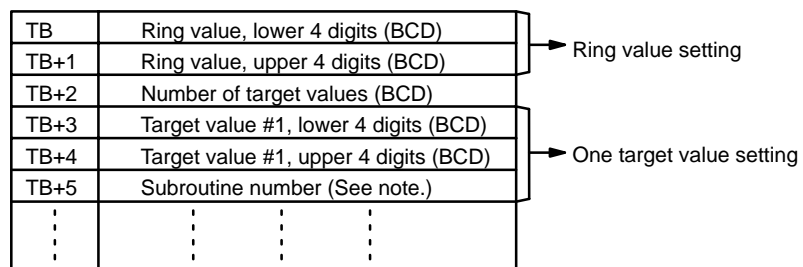 TB Ring value, lower 4 digits (BCD)
TB+1 Ring value, upper 4 digits (BCD)
Ring value setting
TB+2 Number of target values (BCD)
TB+3 Target value #1, lower 4 digits (BCD)
TB+4 Target value #1, upper 4 digits (BCD)
One target value setting
TB+5 Subroutine number (See note.)